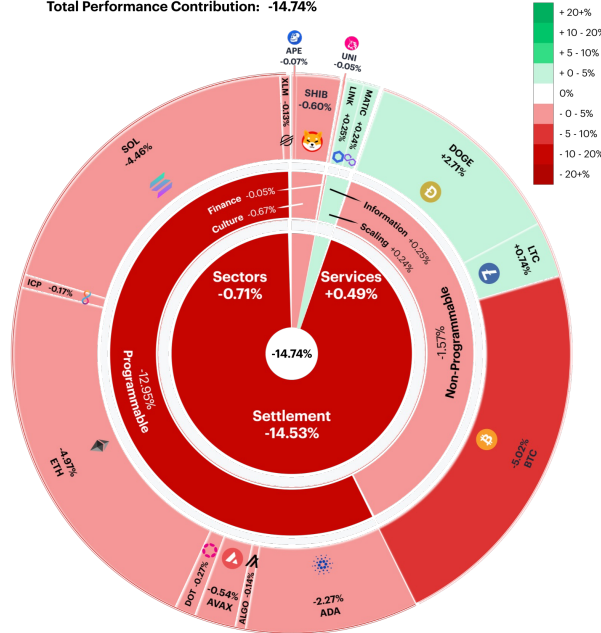 Total Performance Contribution: -14.74%
+ 20+%
+ 10 - 20%
+ 5 - 10%
+ 0 - 5%
0%
- 0 - 5%
- 5 - 10%
- 10 - 20%
- 20+%
APE
-0.07%
UNI
-0.05%
XLM -0.13%
SHIB
-0.60%
LINK +0.25%
MATIC +0.24%
SOL
-4.46%
DOGE
+2.71%
LTC
+0.74%
Finance -0.05%
Culture -0.67%
Information +0.25%
Scaling +0.24%
Sectors
-0.71%
Services
+0.49%
ICP -0.17%
-14.74%
-1.57%
Non-Programmable
-12.95%
Programmable
Settlement
-14.53%
-4.97%
ETH
-5.02%
BTC
DOT -0.27%
-0.54%
AVAX
ALGO -0.14%
-2.27%
ADA